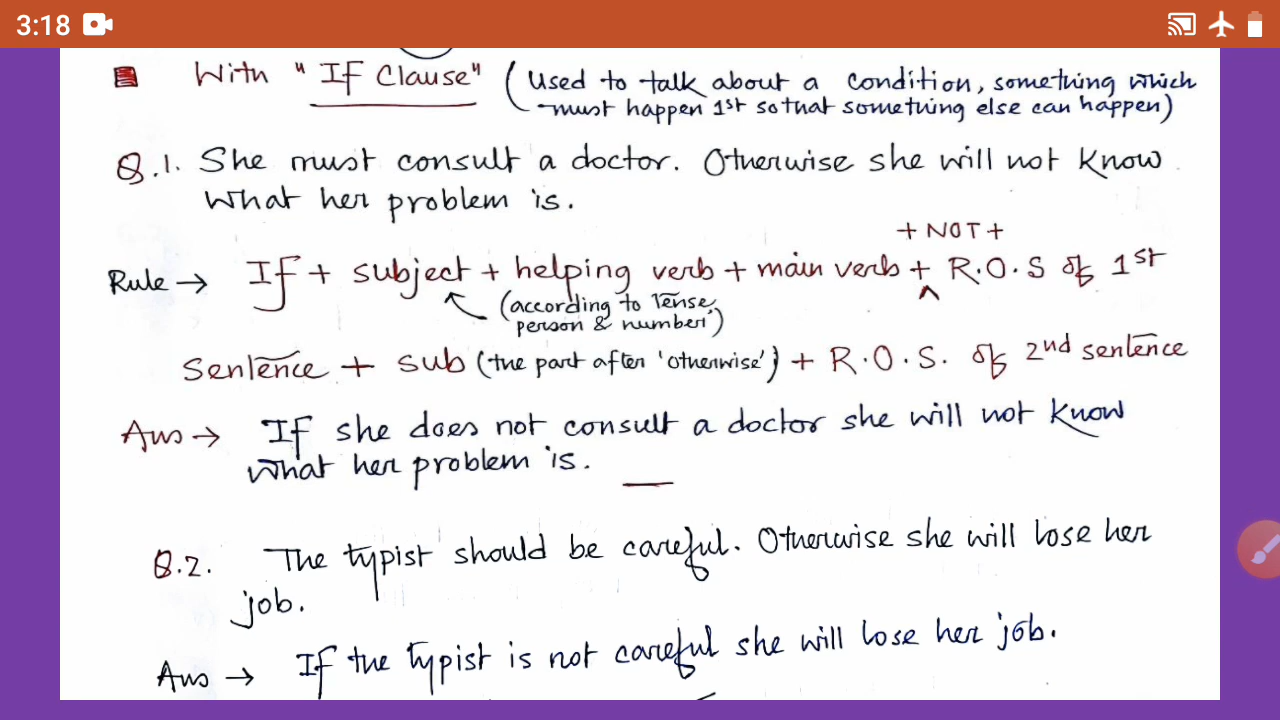 3:18
With "If Clause" (Used to talk about a condition, something which
must happen 1st so that something else can happen)
Q.1. She must consult a doctor. Otherwise she will not know
what her problem is.
+ NOT +
Rule → If + subject + helping verb + main verb + R.O.S of 1st
(according to Tense,
person & number)
Sentence + sub (the part after 'otherwise') + R.O.S. of 2nd sentence
Ans → If she does not consult a doctor she will not know
what her problem is.
Q.2. The typist should be careful. Otherwise she will lose her
job.
Ans → If the typist is not careful she will lose her job.